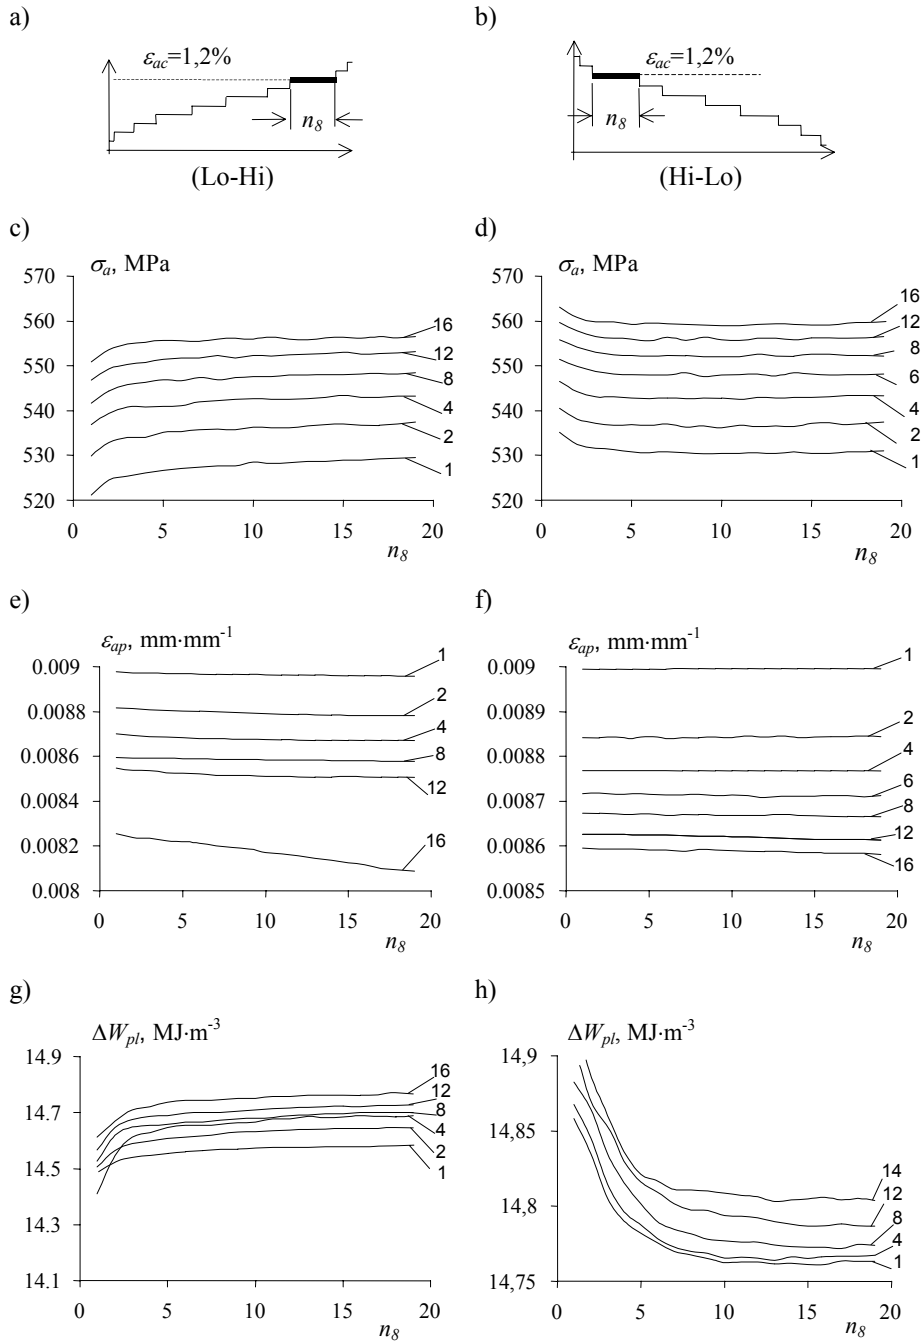 a)
b)
εac=1,2%
εac=1,2%
n8
n8
(Lo-Hi)
(Hi-Lo)
c)
σa, MPa
570
560
550
540
530
520
0 5 10 15 20
n8
16
12
8
4
2
1
d)
σa, MPa
570
560
550
540
530
520
0 5 10 15 20
n8
16
12
8
6
4
2
1
e)
εap, mm·mm-1
0.009
0.0088
0.0086
0.0084
0.0082
0.008
0 5 10 15 20
n8
1
2
4
8
12
16
f)
εap, mm·mm-1
0.009
0.0089
0.0088
0.0087
0.0086
0.0085
0 5 10 15 20
n8
1
2
4
6
8
12
16
g)
ΔWpl, MJ·m-3
14.9
14.7
14.5
14.3
14.1
0 5 10 15 20
n8
16
12
8
4
2
1
h)
ΔWpl, MJ·m-3
14,9
14,85
14,8
14,75
0 5 10 15 20
n8
14
12
8
4
1